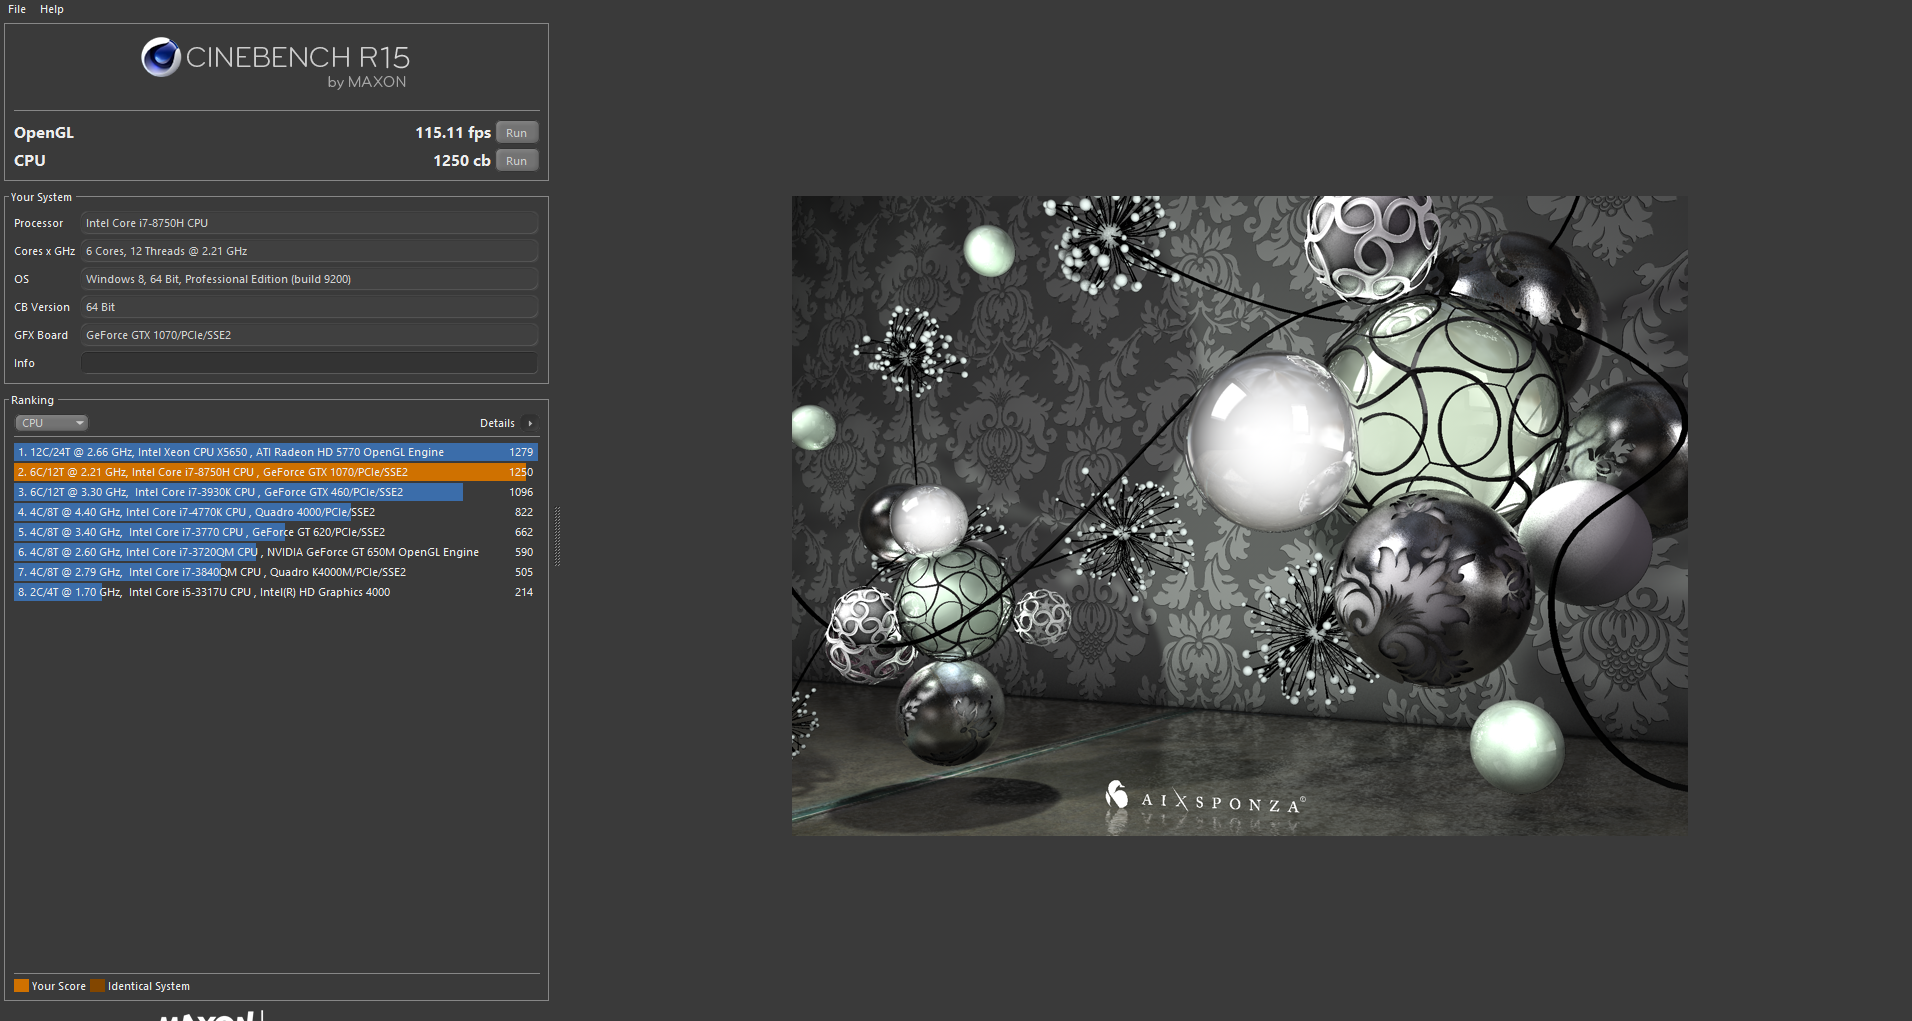 File Help
CINEBENCH R15
by MAXON
OpenGL 115.11 fps Run
CPU 1250 cb Run
Your System
Processor Intel Core i7-8750H CPU
Cores x GHz 6 Cores, 12 Threads @ 2.21 GHz
OS Windows 8, 64 Bit, Professional Edition (build 9200)
CB Version 64 Bit
GFX Board GeForce GTX 1070/PCIe/SSE2
Info
Ranking
CPU Details
1. 12C/24T @ 2.66 GHz, Intel Xeon CPU X5650 , ATI Radeon HD 5770 OpenGL Engine 1279
2. 6C/12T @ 2.21 GHz, Intel Core i7-8750H CPU , GeForce GTX 1070/PCIe/SSE2 1250
3. 6C/12T @ 3.30 GHz, Intel Core i7-3930K CPU , GeForce GTX 460/PCIe/SSE2 1096
4. 4C/8T @ 4.40 GHz, Intel Core i7-4770K CPU , Quadro 4000/PCIe/SSE2 822
5. 4C/8T @ 3.40 GHz, Intel Core i7-3770 CPU , GeForce GT 620/PCIe/SSE2 662
6. 4C/8T @ 2.60 GHz, Intel Core i7-3720QM CPU , NVIDIA GeForce GT 650M OpenGL Engine 590
7. 4C/8T @ 2.79 GHz, Intel Core i7-3840QM CPU , Quadro K4000M/PCIe/SSE2 505
8. 2C/4T @ 1.70 GHz, Intel Core i5-3317U CPU , Intel(R) HD Graphics 4000 214
Your Score Identical System
MAXON
AIXSPONZA®